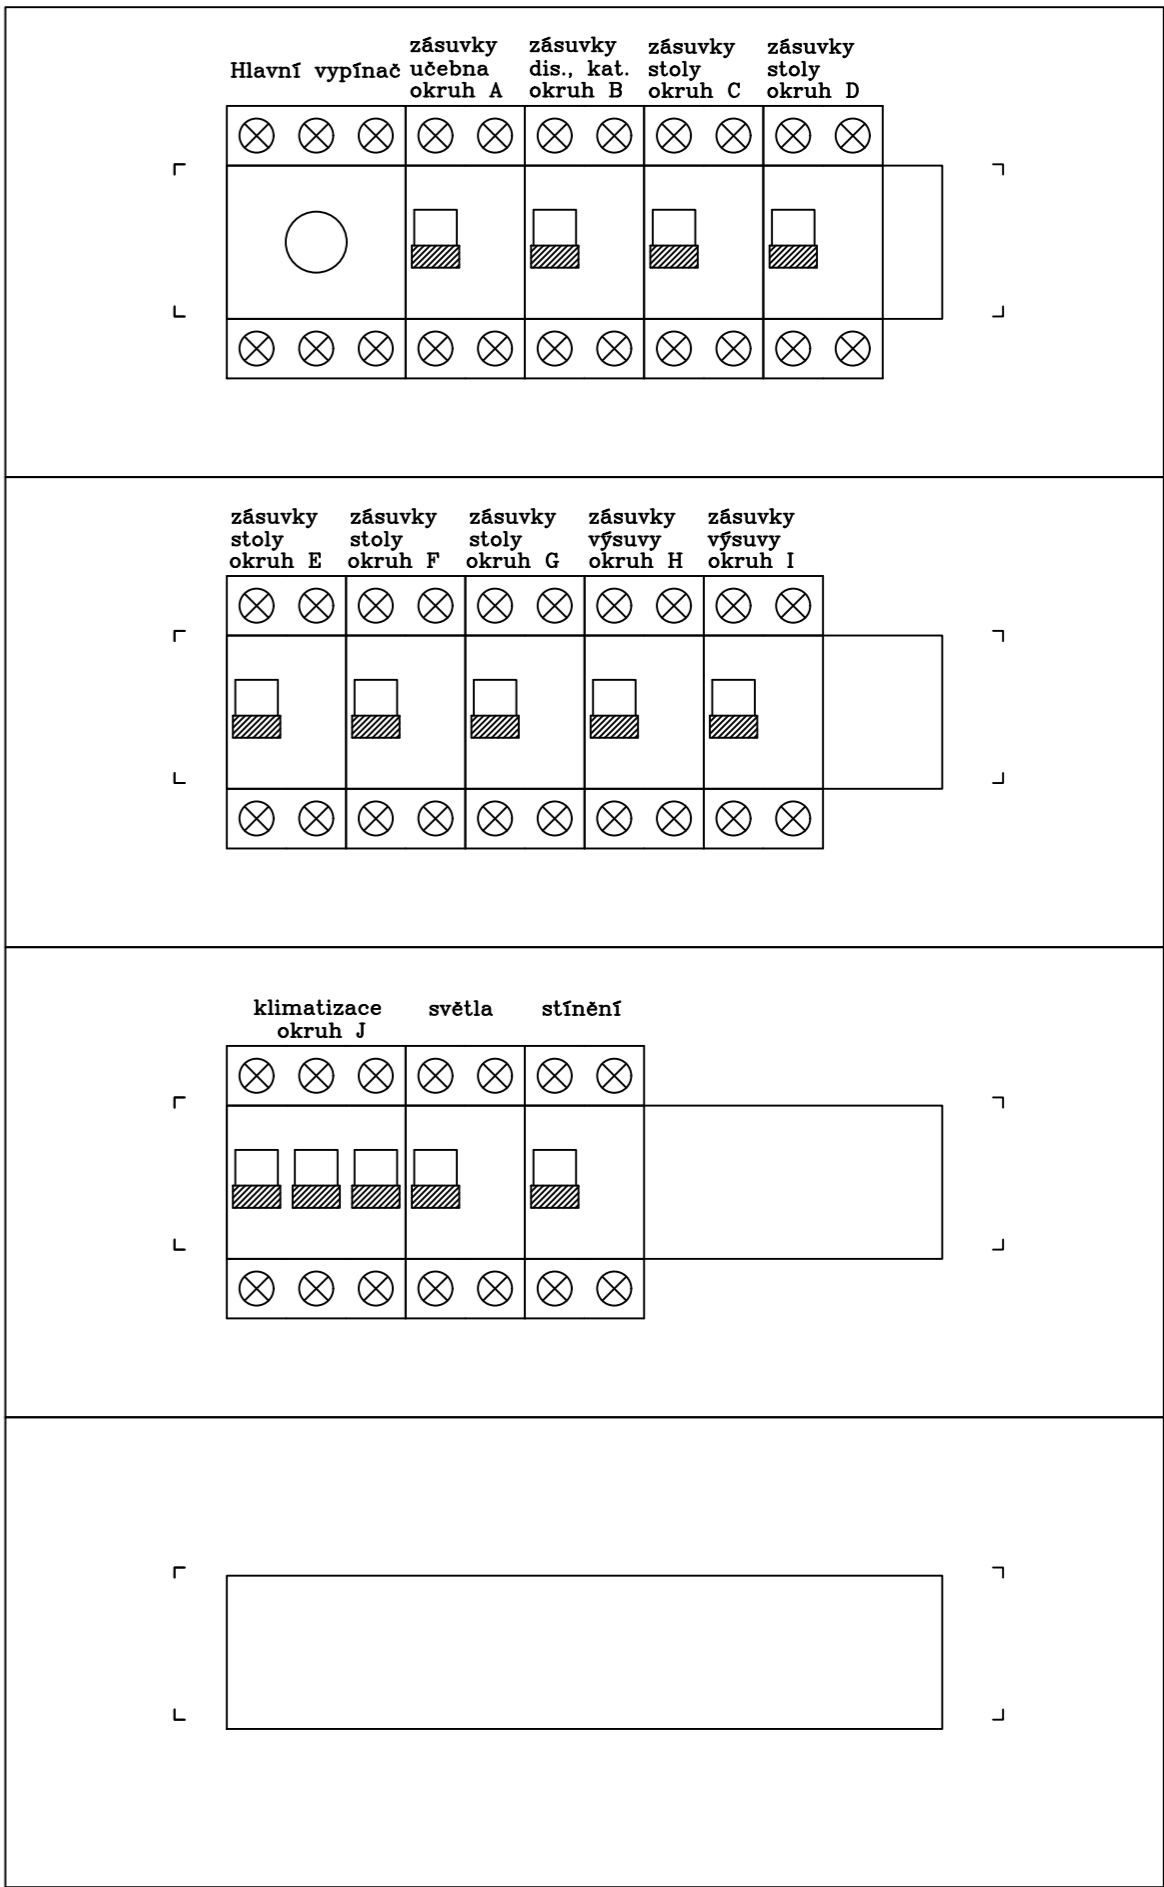 Hlavní vypínač
zásuvky
učebna
okruh A
zásuvky
dis., kat.
okruh B
zásuvky
stoly
okruh C
zásuvky
stoly
okruh D
zásuvky
stoly
okruh E
zásuvky
stoly
okruh F
zásuvky
stoly
okruh G
zásuvky
výsuvy
okruh H
zásuvky
výsuvy
okruh I
klimatizace
okruh J
světla
stínění